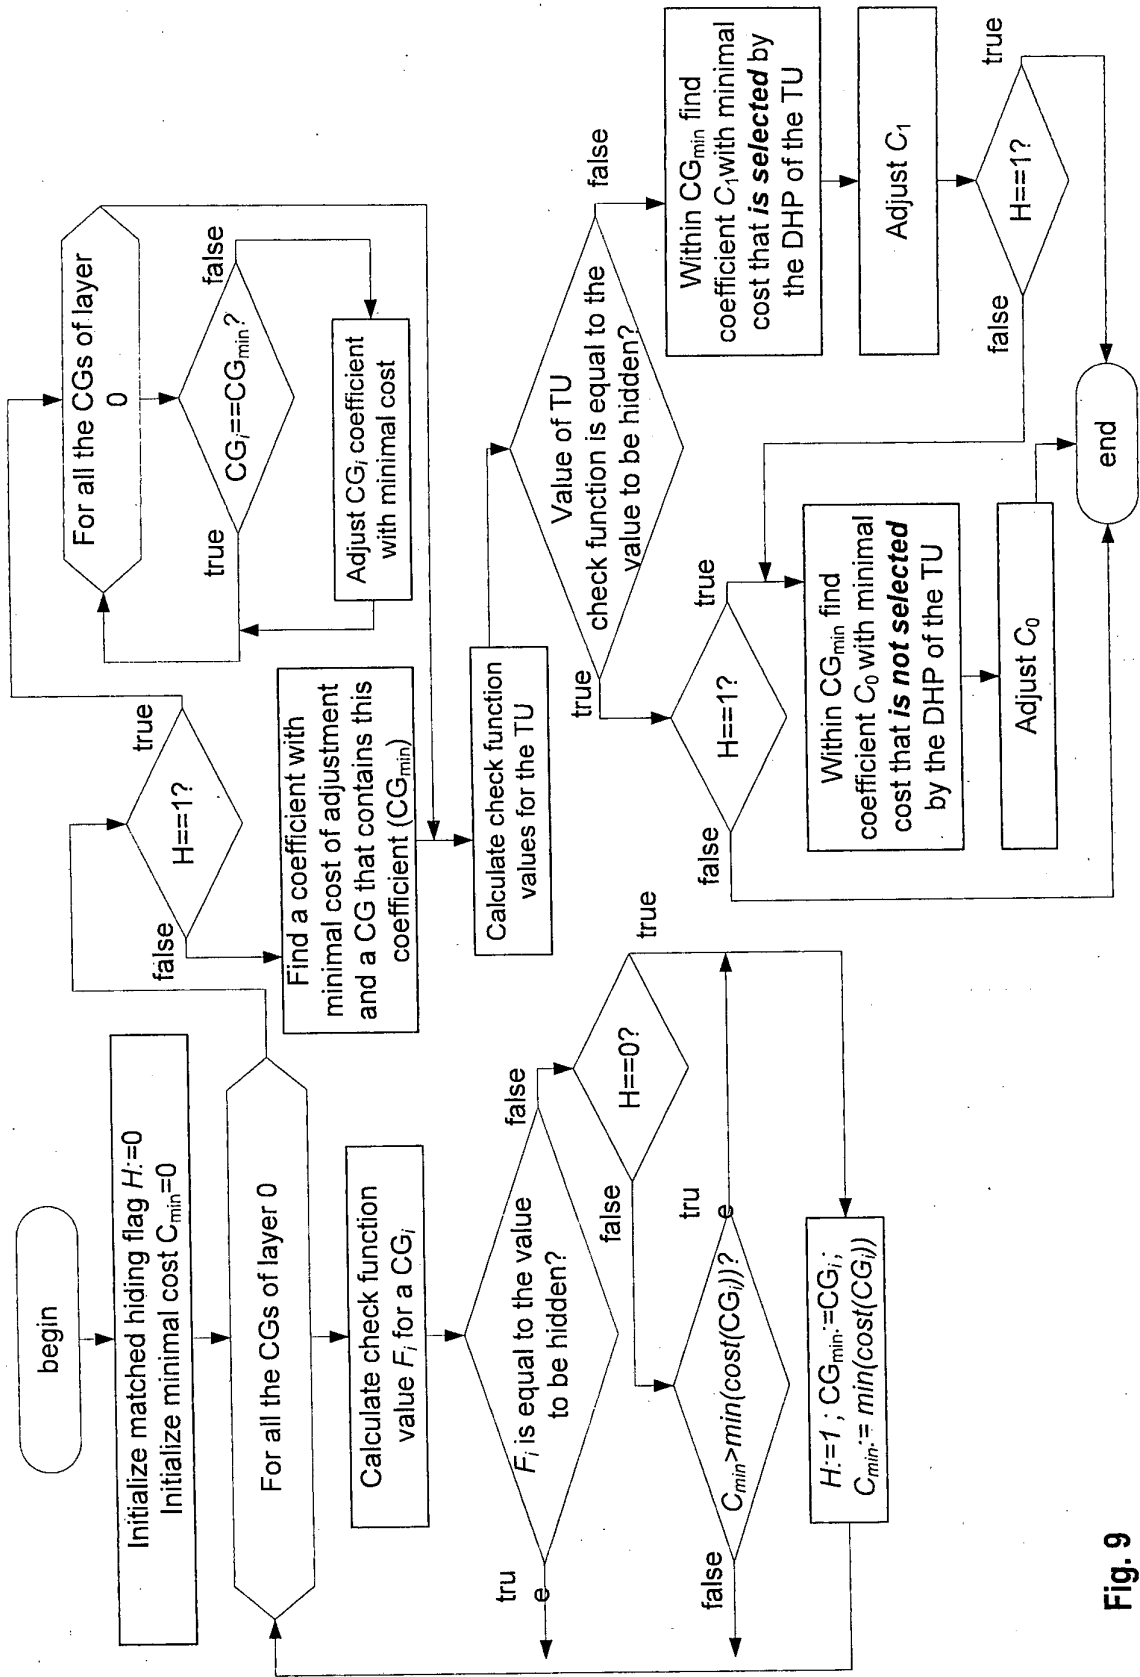 begin
Initialize matched hiding flag H:=0
Initialize minimal cost Cmin=0
For all the CGs of layer 0
Calculate check function
value Fi for a CGi
Fi is equal to the value
to be hidden?
tru
e
false
H==0?
false
true
Cmin>min(cost(CGi))?
tru
e
false
H:=1 ; CGmin:=CGi;
Cmin:= min(cost(CGi))
H==1?
false
true
Find a coefficient with
minimal cost of adjustment
and a CG that contains this
coefficient (CGmin)
For all the CGs of layer
0
CGi==CGmin?
true
false
Adjust CGi coefficient
with minimal cost
Calculate check function
values for the TU
Value of TU
check function is equal to the
value to be hidden?
true
false
H==1?
false
true
Within CGmin find
coefficient C0 with minimal
cost that is not selected
by the DHP of the TU
Adjust C0
Within CGmin find
coefficient C1 with minimal
cost that is selected by
the DHP of the TU
Adjust C1
H==1?
false
true
end
Fig. 9